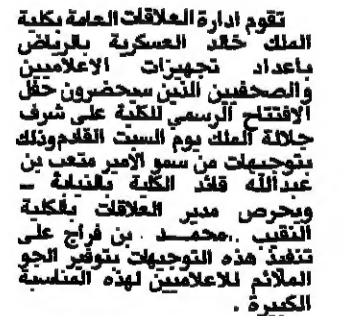 تقوم ادارة العلاقات العامة بكلية
الملك خالد العسكرية بالرياض
باعداد تجهيزات الاعلاميين
والصحفيين الذين سيحضرون حفل
الافتتاح الرسمي للكلية على شرف
جلالة الملك يوم السبت القادم وذلك
بتوجيهات من سمو الامير متعب بن
عبدالله قائد الكلية بالنيابة –
ويحرص مدير العلاقات بالكلية
النقيب محمد بن فراج على
تنفيذ هذه التوجيهات بتوفير الجو
الملائم للاعلاميين لهذه المناسبة
الكبيرة .